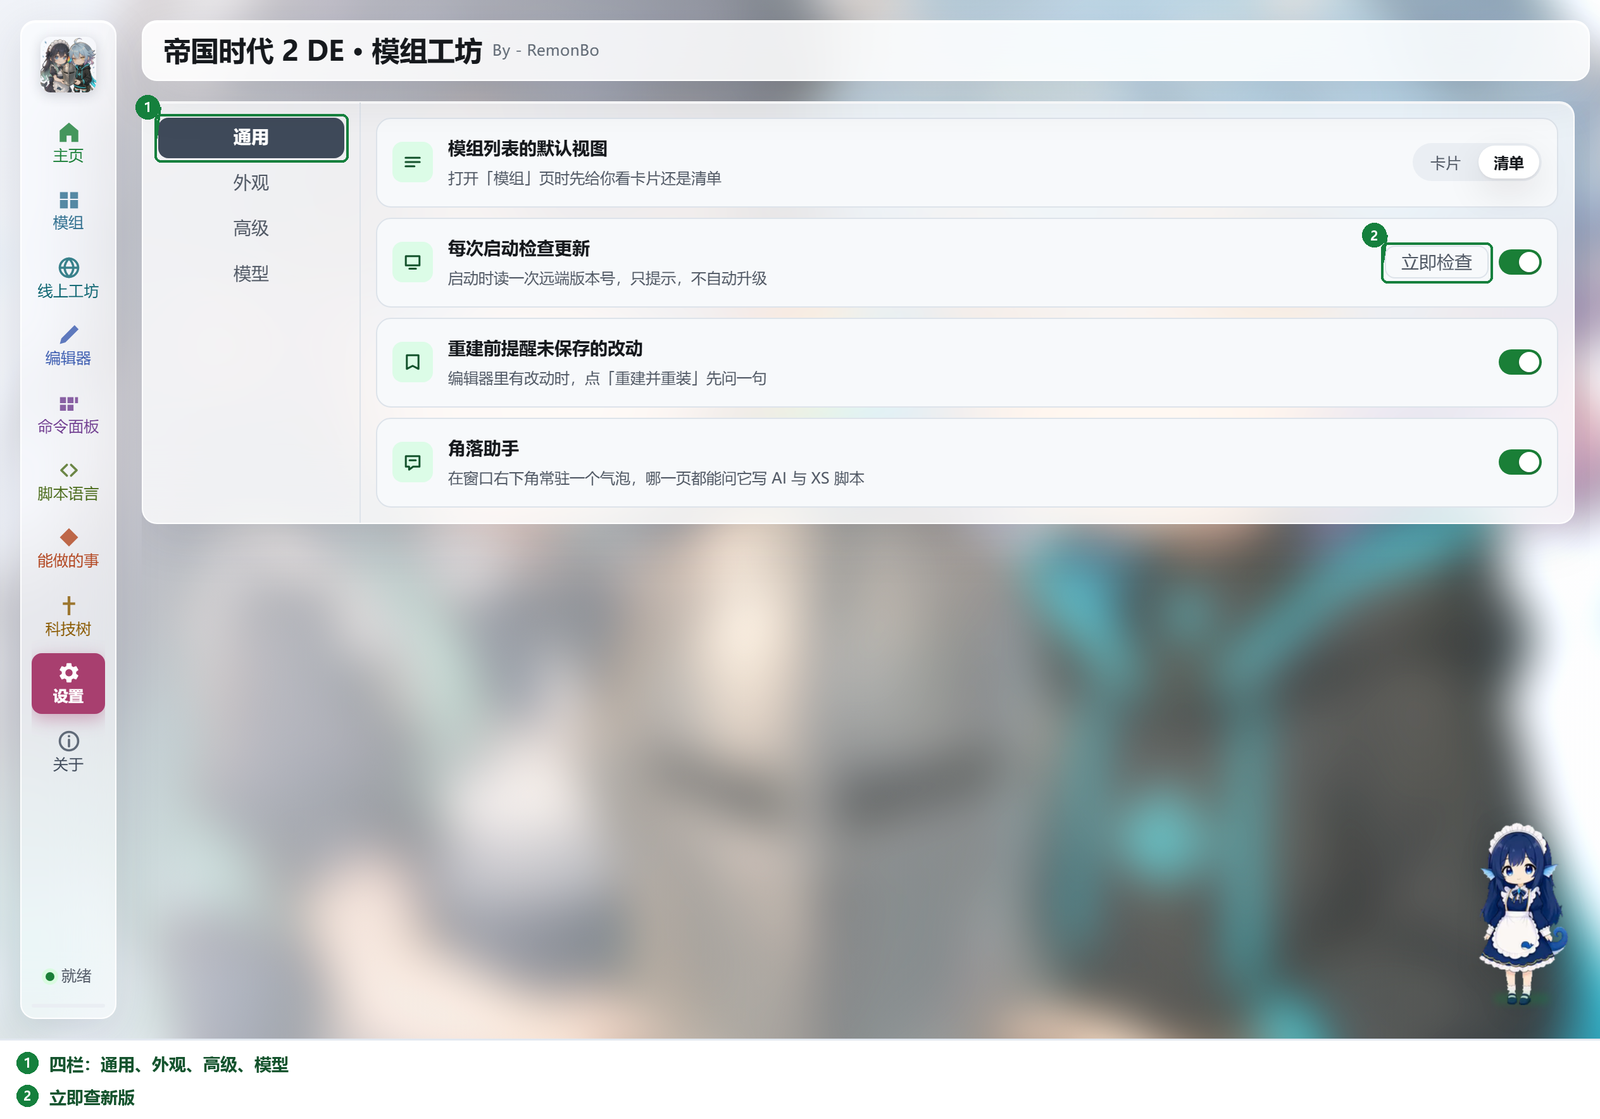 帝国时代 2 DE • 模组工坊 By - RemonBo
主页
模组
线上工坊
编辑器
命令面板
脚本语言
能做的事
科技树
设置
关于
就绪
1
通用
外观
高级
模型
模组列表的默认视图
打开「模组」页时先给你看卡片还是清单
卡片 清单
每次启动检查更新
启动时读一次远端版本号，只提示，不自动升级
2
立即检查
重建前提醒未保存的改动
编辑器里有改动时，点「重建并重装」先问一句
角落助手
在窗口右下角常驻一个气泡，哪一页都能问它写 AI 与 XS 脚本
1 四栏：通用、外观、高级、模型
2 立即查新版